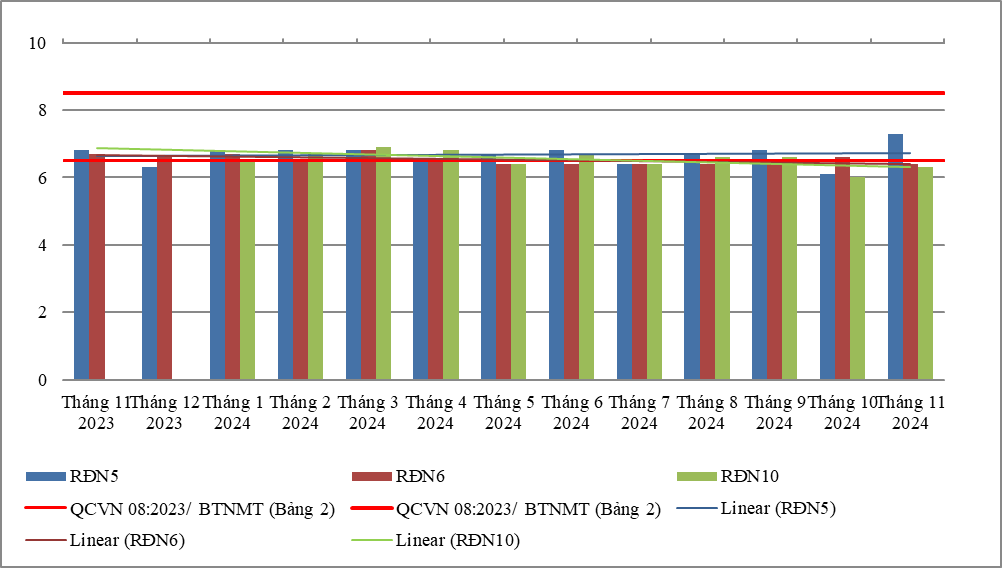 10
8
6
4
2
0
Tháng 11 Tháng 12 Tháng 1 Tháng 2 Tháng 3 Tháng 4 Tháng 5 Tháng 6 Tháng 7 Tháng 8 Tháng 9 Tháng 10 Tháng 11
2023 2023 2024 2024 2024 2024 2024 2024 2024 2024 2024 2024 2024
RĐN5 RĐN6 RĐN10
QCVN 08:2023/ BTNMT (Bảng 2) QCVN 08:2023/ BTNMT (Bảng 2) Linear (RĐN5)
Linear (RĐN6) Linear (RĐN10)